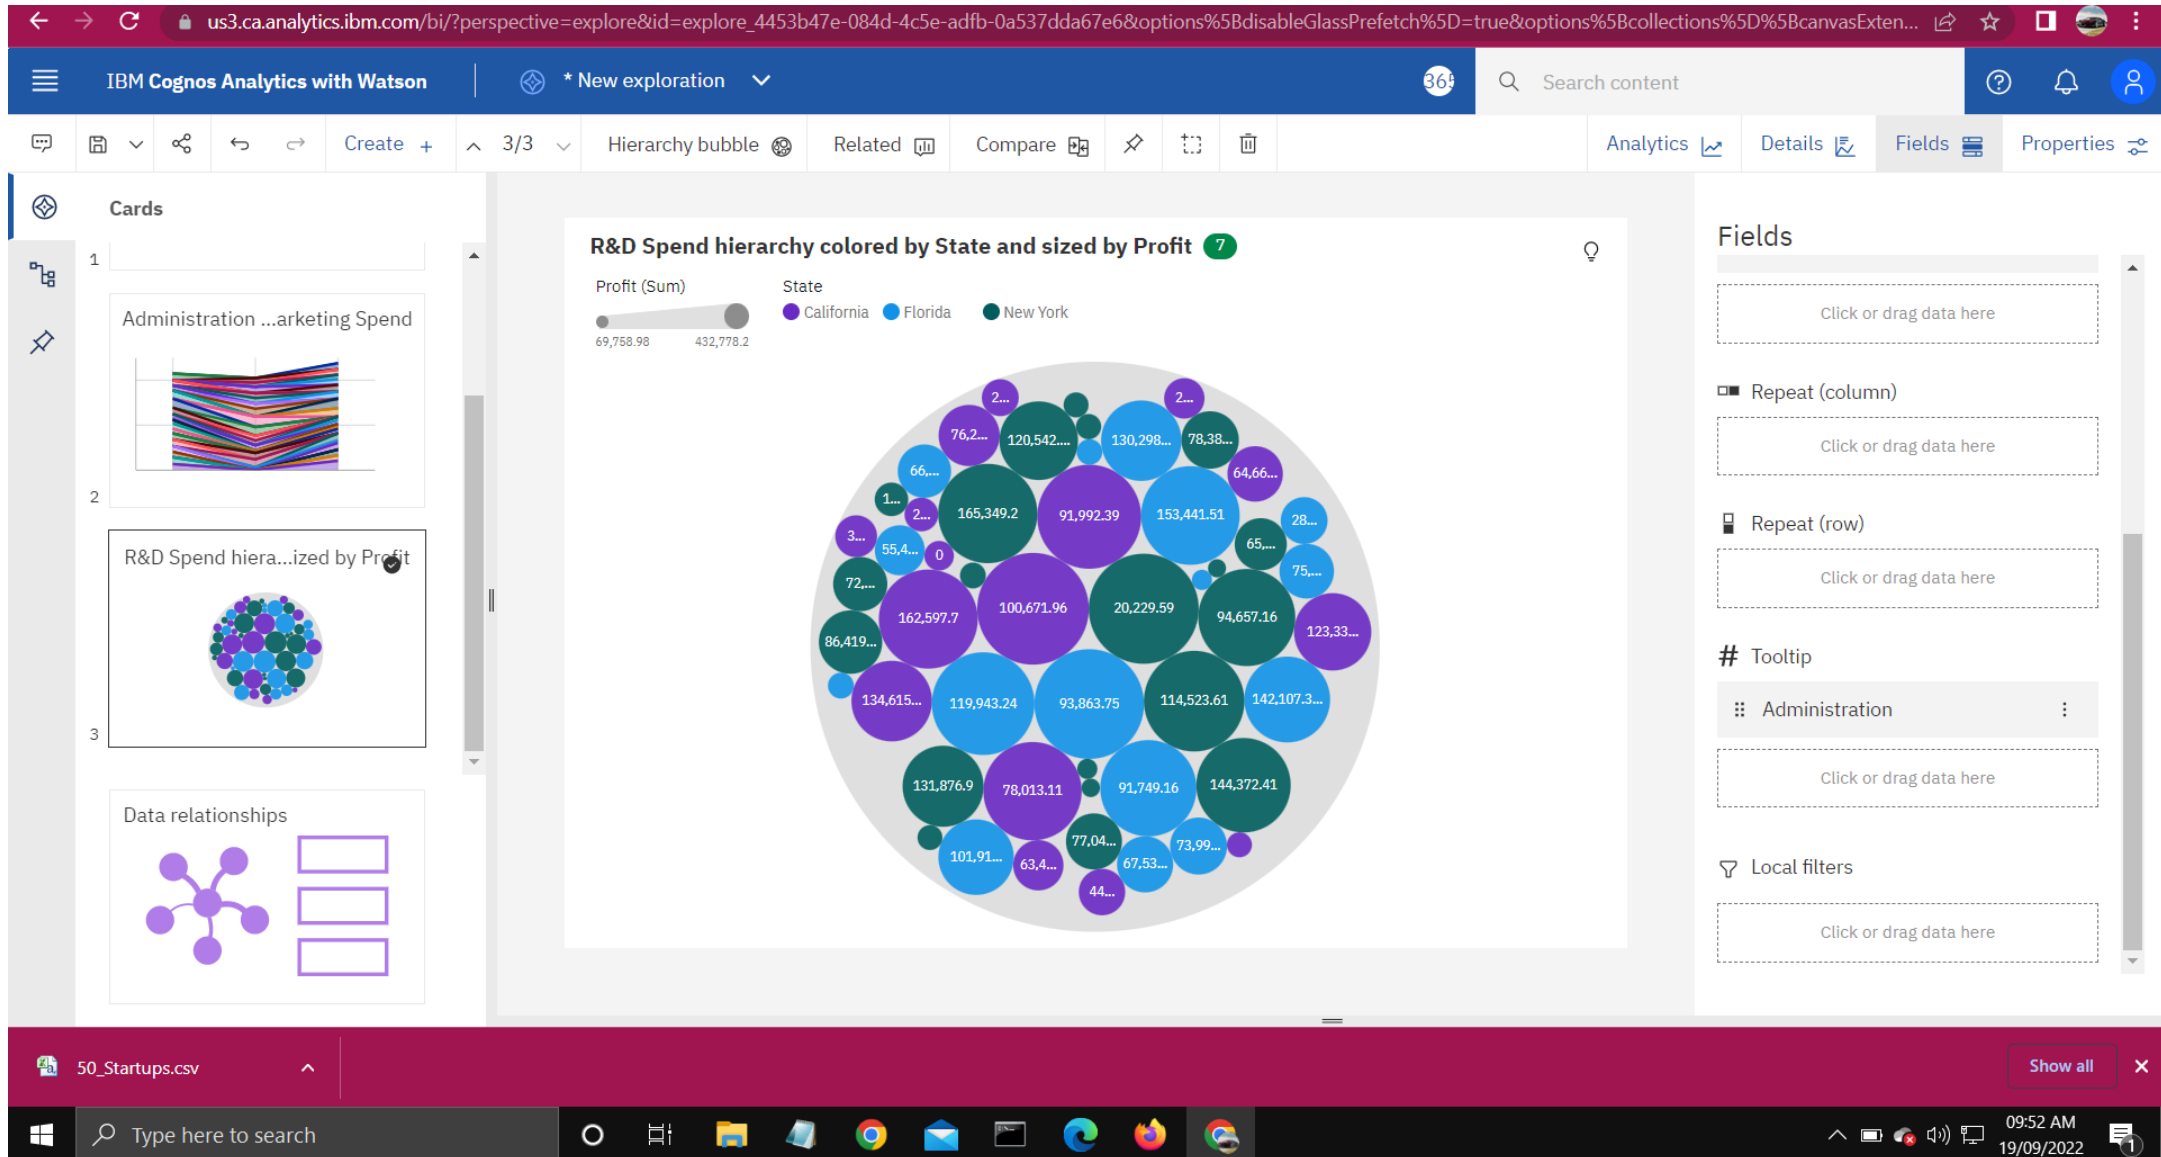 us3.ca.analytics.ibm.com/bi/?perspective=explore&id=explore_4453b47e-084d-4c5e-adfb-0a537dda67e6&options%5BdisableGlassPrefetch%5D=true&options%5Bcollections%5D%5BcanvasExten...
IBM Cognos Analytics with Watson
* New exploration
365
Search content
Create +
3/3
Hierarchy bubble
Related
Compare
Analytics
Details
Fields
Properties
Cards
1
Administration ...arketing Spend
2
R&D Spend hiera...ized by Profit
3
Data relationships
R&D Spend hierarchy colored by State and sized by Profit 7
Profit (Sum)
69,758.98 432,778.2
State
California Florida New York
2...
2...
76,2...
120,542....
130,298...
78,38...
66,...
64,66...
1...
2...
165,349.2
91,992.39
153,441.51
28...
3...
55,4...
0
65,...
75,...
72,...
162,597.7
100,671.96
20,229.59
94,657.16
123,33...
86,419...
134,615...
119,943.24
93,863.75
114,523.61
142,107.3...
131,876.9
78,013.11
91,749.16
144,372.41
101,91...
63,4...
77,04...
67,53...
73,99...
44...
Fields
Click or drag data here
Repeat (column)
Click or drag data here
Repeat (row)
Click or drag data here
# Tooltip
Administration
Click or drag data here
Local filters
Click or drag data here
50_Startups.csv
Show all
Type here to search
09:52 AM
19/09/2022
1